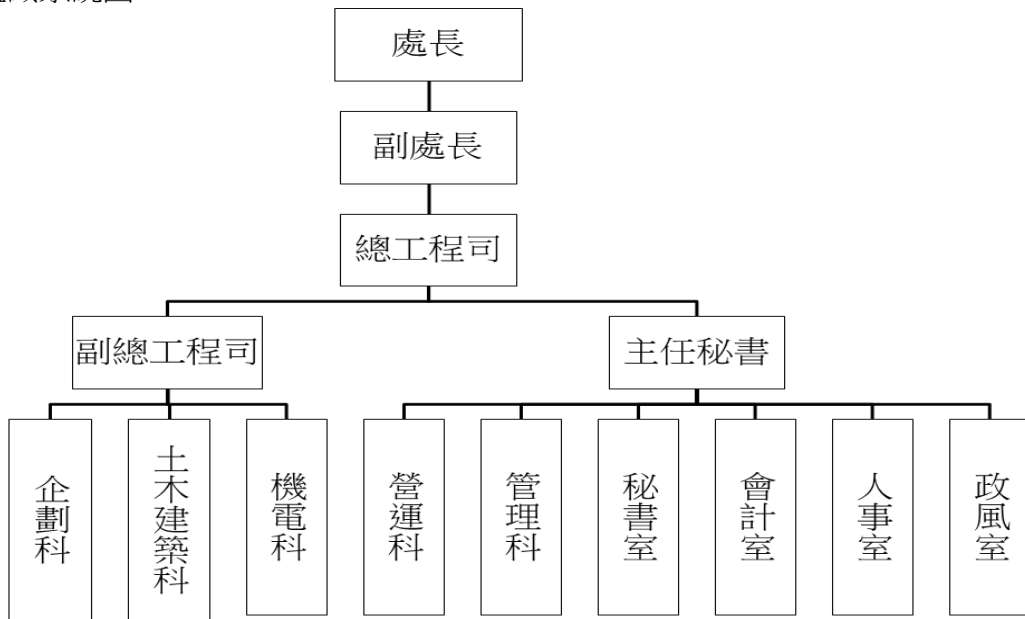 處長
副處長
總工程司
副總工程司
主任秘書
企劃科
土木建築科
機電科
營運科
管理科
秘書室
會計室
人事室
政風室